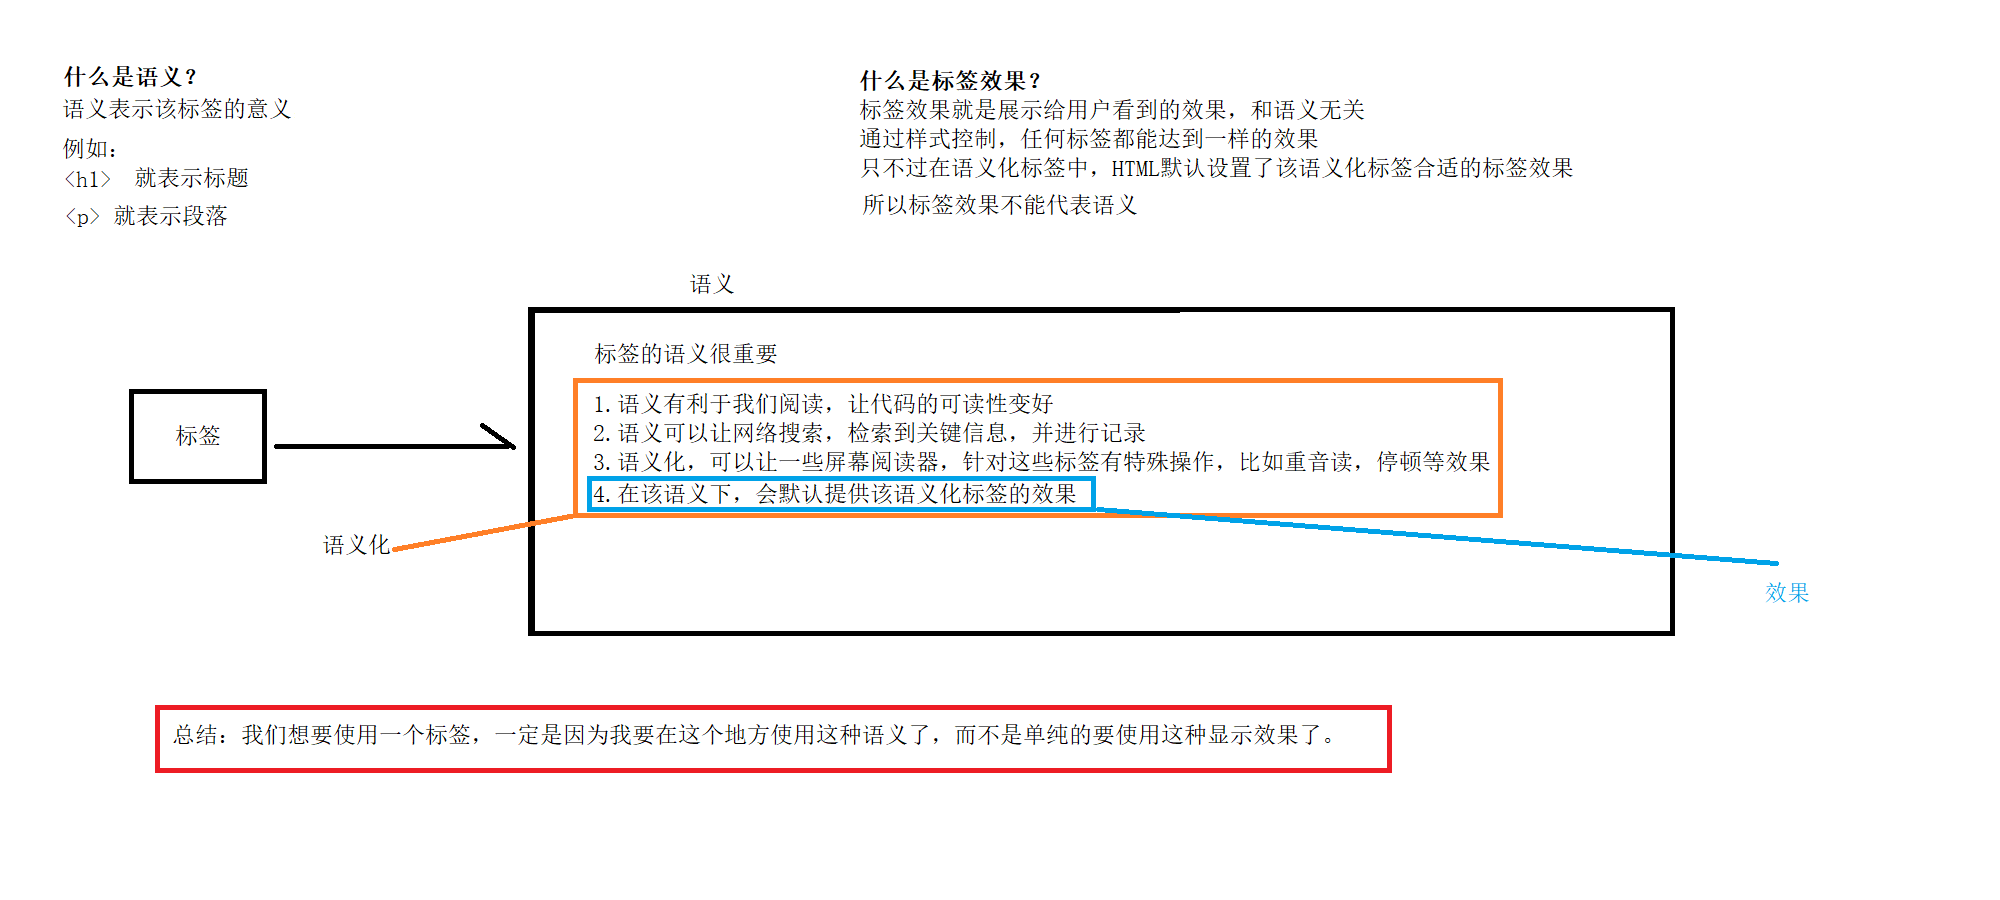 什么是语义？
语义表示该标签的意义
例如：
<h1> 就表示标题
<p> 就表示段落
什么是标签效果？
标签效果就是展示给用户看到的效果，和语义无关
通过样式控制，任何标签都能达到一样的效果
只不过在语义化标签中，HTML默认设置了该语义化标签合适的标签效果
所以标签效果不能代表语义
语义
标签的语义很重要
1.语义有利于我们阅读，让代码的可读性变好
2.语义可以让网络搜索，检索到关键信息，并进行记录
3.语义化，可以让一些屏幕阅读器，针对这些标签有特殊操作，比如重音读，停顿等效果
4.在该语义下，会默认提供该语义化标签的效果
标签
语义化
效果
总结：我们想要使用一个标签，一定是因为我要在这个地方使用这种语义了，而不是单纯的要使用这种显示效果了。